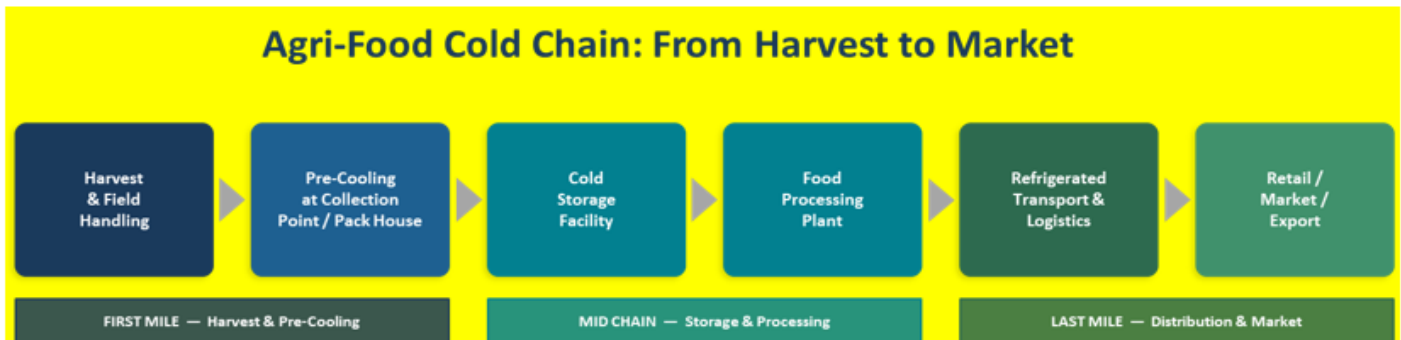 Agri-Food Cold Chain: From Harvest to Market
Harvest
& Field
Handling
Pre-Cooling
at Collection
Point / Pack House
Cold
Storage
Facility
Food
Processing
Plant
Refrigerated
Transport &
Logistics
Retail /
Market /
Export
FIRST MILE — Harvest & Pre-Cooling
MID CHAIN — Storage & Processing
LAST MILE — Distribution & Market